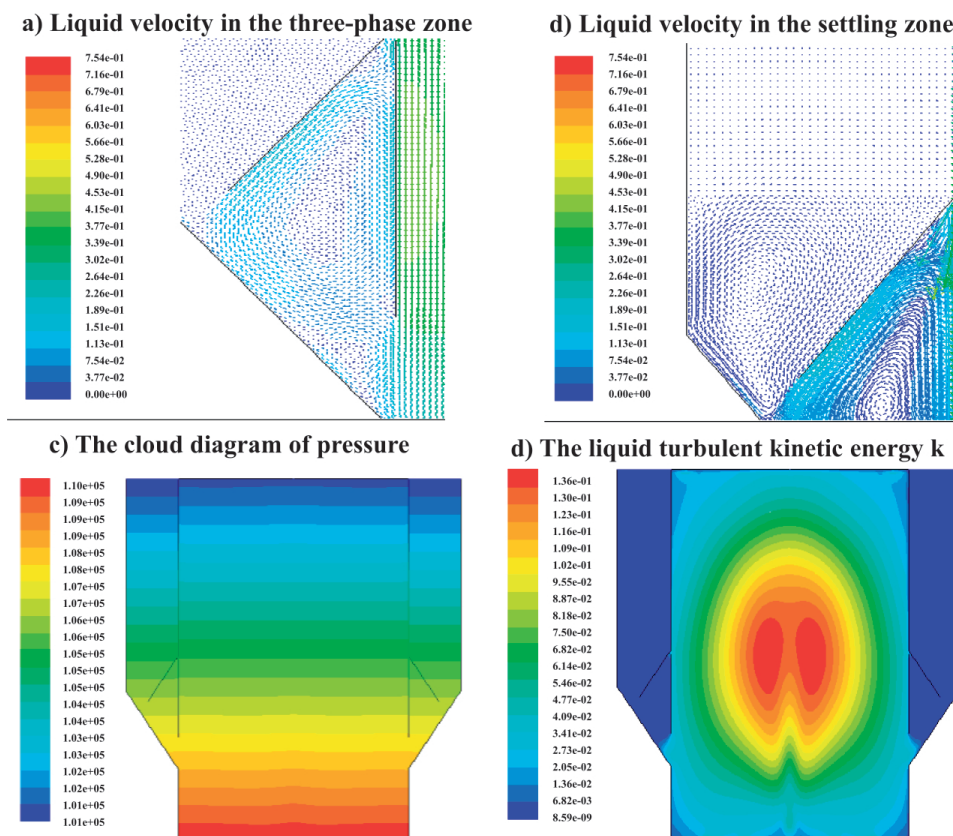 a) Liquid velocity in the three-phase zone
7.54e-01
7.16e-01
6.79e-01
6.41e-01
6.03e-01
5.66e-01
5.28e-01
4.90e-01
4.53e-01
4.15e-01
3.77e-01
3.39e-01
3.02e-01
2.64e-01
2.26e-01
1.89e-01
1.51e-01
1.13e-01
7.54e-02
3.77e-02
0.00e+00
d) Liquid velocity in the settling zone
7.54e-01
7.16e-01
6.79e-01
6.41e-01
6.03e-01
5.66e-01
5.28e-01
4.90e-01
4.53e-01
4.15e-01
3.77e-01
3.39e-01
3.02e-01
2.64e-01
2.26e-01
1.89e-01
1.51e-01
1.13e-01
7.54e-02
3.77e-02
0.00e+00
c) The cloud diagram of pressure
1.10e+05
1.09e+05
1.09e+05
1.08e+05
1.08e+05
1.07e+05
1.07e+05
1.06e+05
1.06e+05
1.05e+05
1.05e+05
1.05e+05
1.04e+05
1.04e+05
1.03e+05
1.03e+05
1.02e+05
1.02e+05
1.01e+05
1.01e+05
d) The liquid turbulent kinetic energy k
1.36e-01
1.30e-01
1.23e-01
1.16e-01
1.09e-01
1.02e-01
9.55e-02
8.87e-02
8.18e-02
7.50e-02
6.82e-02
6.14e-02
5.46e-02
4.77e-02
4.09e-02
3.41e-02
2.73e-02
2.05e-02
1.36e-02
6.82e-03
8.59e-09